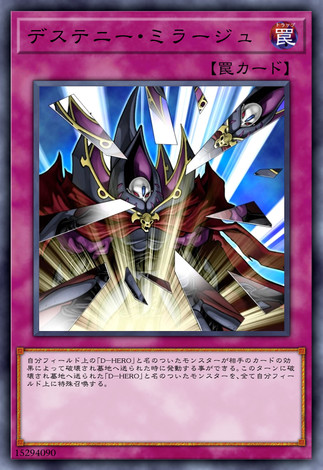 デステニー・ミラージュ
トラップ
罠
【罠カード】
自分フィールド上の「D-HERO」と名のついたモンスターが相手のカードの効
果によって破壊され墓地へ送られた時に発動する事ができる。このターンに破
壊され墓地へ送られた「D-HERO」と名のついたモンスターを、全て自分フィー
ルド上に特殊召喚する。
15294090